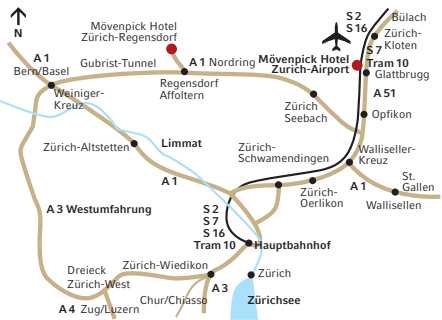 N
Mövenpick Hotel
Zürich-Regensdorf
S 2
S 16
Bülach
Zürich-
Kloten
A 1
Bern/Basel
Gubrist-Tunnel
A 1 Nordring
Mövenpick Hotel
Zurich-Airport
S 7
Tram 10
Glattbrugg
Weiniger-
Kreuz
Regensdorf
Affoltern
Zürich
Seebach
A 51
Opfikon
Zürich-Altstetten
Limmat
Zürich-
Schwamendingen
Walliseller-
Kreuz
A 1
Zürich-
Oerlikon
A 1
St.
Gallen
Wallisellen
A 3 Westumfahrung
S 2
S 7
S 16
Tram 10
Hauptbahnhof
Dreieck
Zürich-West
Zürich-Wiedikon
Zürich
A 3
Chur/Chiasso
Zürichsee
A 4 Zug/Luzern